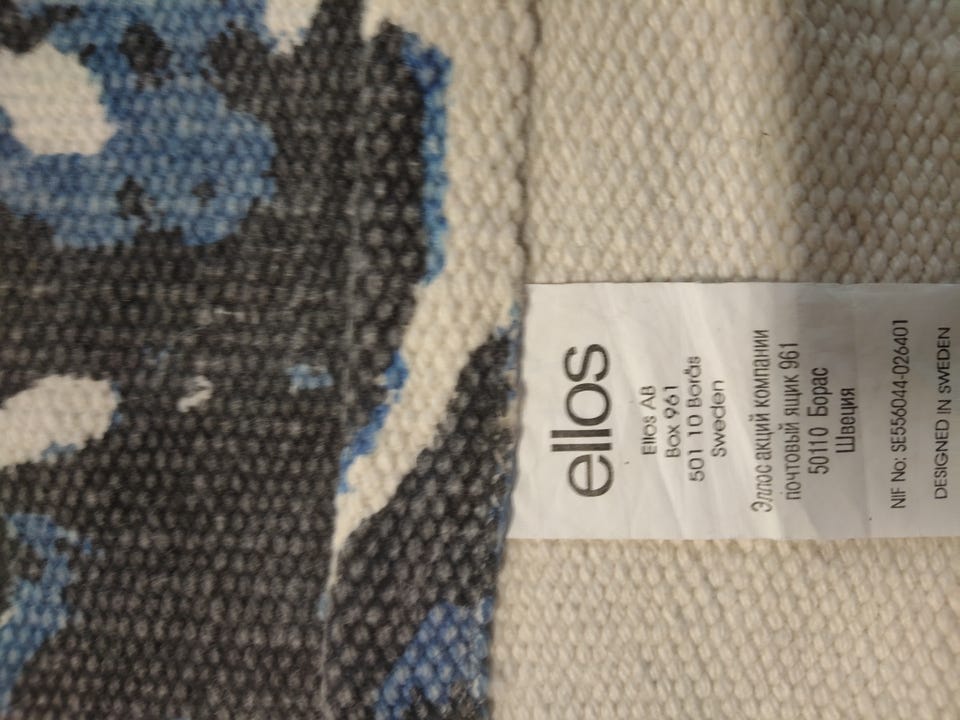 ellos
Ellos AB
Box 961
501 10 Borås
Sweden
Эллос акций компании
почтовый ящик 961
50110 Борас
Швеция
NIF No: SE55604-026401
DESIGNED IN SWEDEN